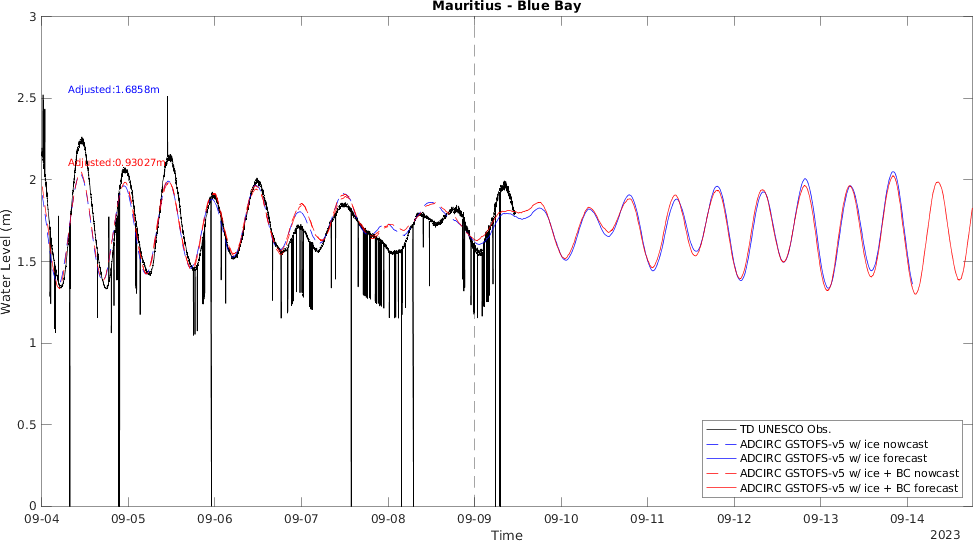 Mauritius - Blue Bay
3
2.5
2
1.5
1
0.5
0
Water Level (m)
Adjusted:1.6858m
Adjusted:0.93027m
TD UNESCO Obs.
ADCIRC GSTOFS-v5 w/ ice nowcast
ADCIRC GSTOFS-v5 w/ ice forecast
ADCIRC GSTOFS-v5 w/ ice + BC nowcast
ADCIRC GSTOFS-v5 w/ ice + BC forecast
09-04 09-05 09-06 09-07 09-08 09-09 09-10 09-11 09-12 09-13 09-14
Time
2023